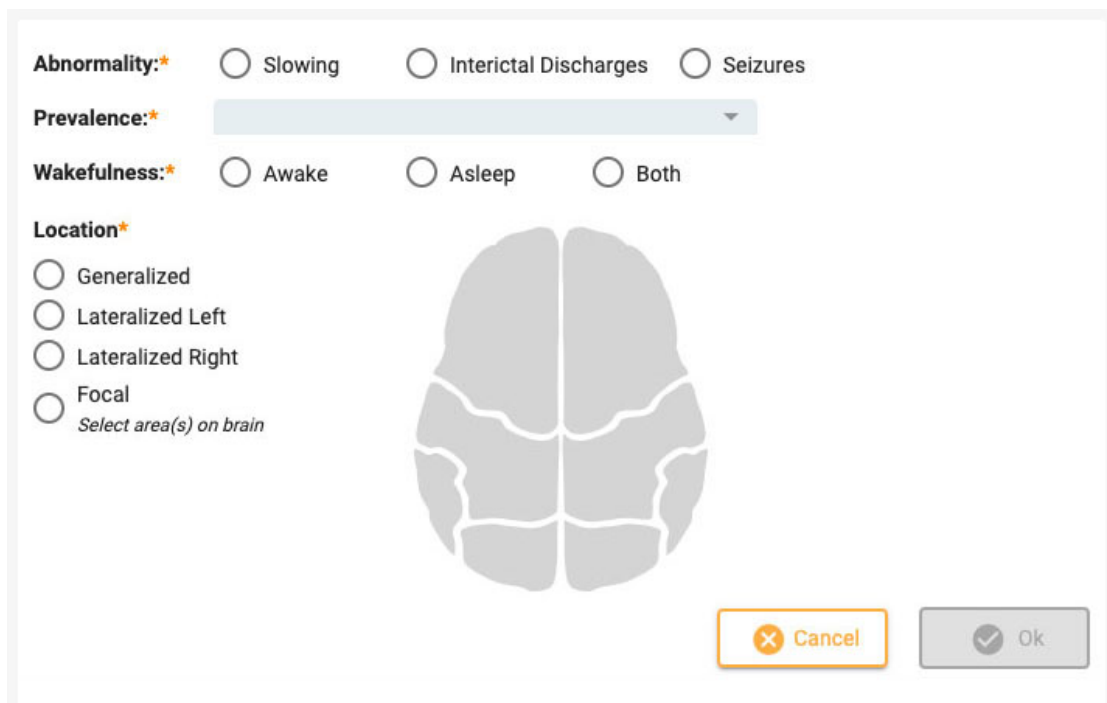 Abnormality:* Slowing Interictal Discharges Seizures
Prevalence:*
Wakefulness:* Awake Asleep Both
Location*
Generalized
Lateralized Left
Lateralized Right
Focal
Select area(s) on brain
Cancel Ok